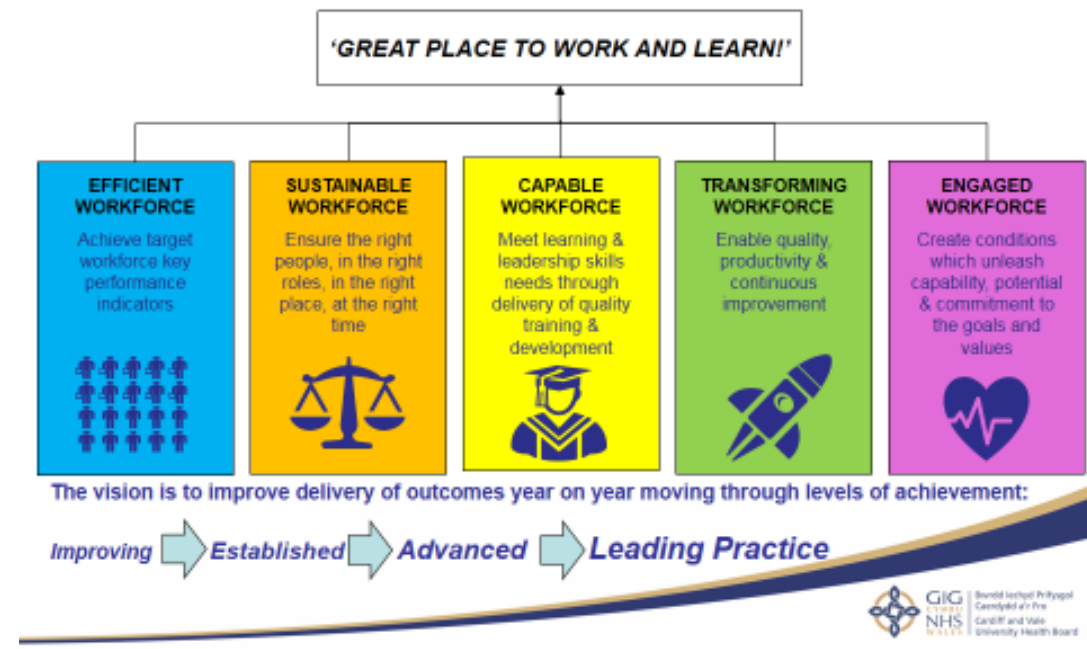 ‘GREAT PLACE TO WORK AND LEARN!’
EFFICIENT
WORKFORCE
Achieve target
workforce key
performance
indicators
SUSTAINABLE
WORKFORCE
Ensure the right
people, in the right
roles, in the right
place, at the right
time
CAPABLE
WORKFORCE
Meet learning &
leadership skills
needs through
delivery of quality
training &
development
TRANSFORMING
WORKFORCE
Enable quality,
productivity &
continuous
improvement
ENGAGED
WORKFORCE
Create conditions
which unleash
capability, potential
& commitment to
the goals and
values
The vision is to improve delivery of outcomes year on year moving through levels of achievement:
Improving Established Advanced Leading Practice
GIG
CYMRU
NHS
WALES
Bwrdd Iechyd Prifysgol
Caerdydd a'r Fro
Cardiff and Vale
University Health Board